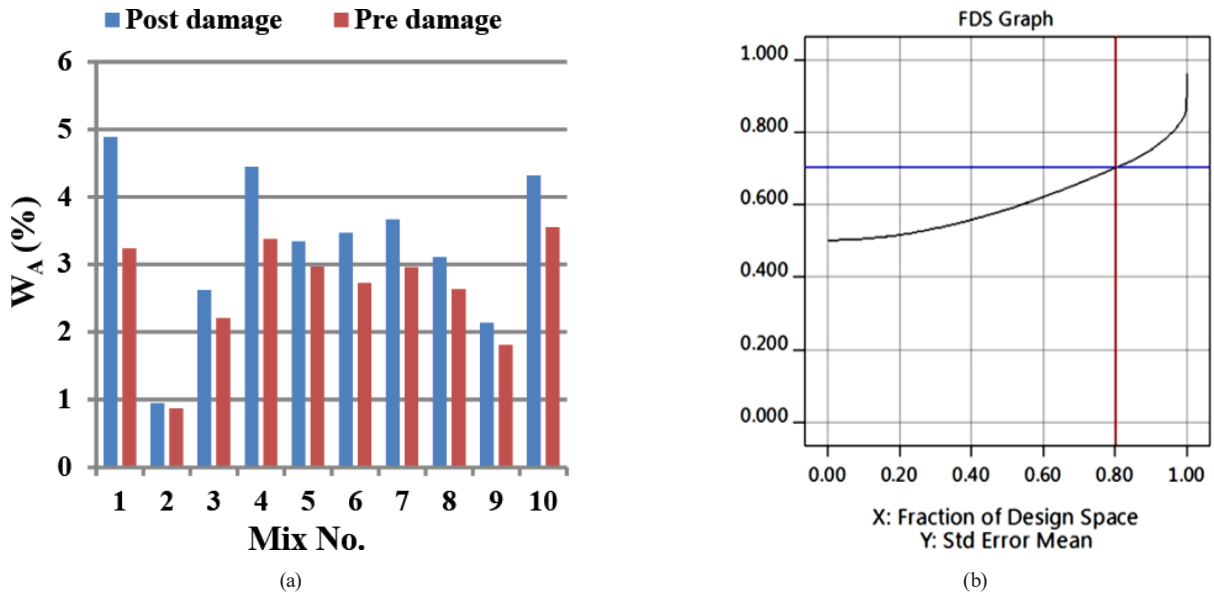 Post damage Pre damage
6
5
4
3
2
1
0
W_A (%)
1 2 3 4 5 6 7 8 9 10
Mix No.
(a)
FDS Graph
1.000
0.800
0.600
0.400
0.200
0.000
0.00 0.20 0.40 0.60 0.80 1.00
X: Fraction of Design Space
Y: Std Error Mean
(b)